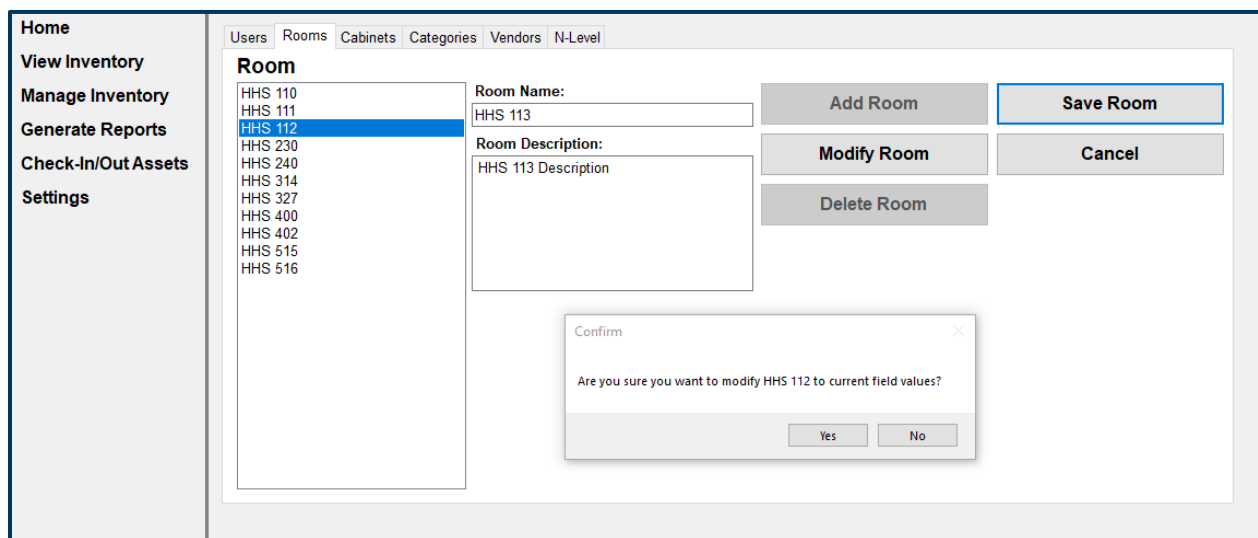 Home
View Inventory
Manage Inventory
Generate Reports
Check-In/Out Assets
Settings
Users Rooms Cabinets Categories Vendors N-Level
Room
HHS 110
HHS 111
HHS 112
HHS 230
HHS 240
HHS 314
HHS 327
HHS 400
HHS 402
HHS 515
HHS 516
Room Name:
HHS 113
Room Description:
HHS 113 Description
Add Room
Save Room
Modify Room
Cancel
Delete Room
Confirm
Are you sure you want to modify HHS 112 to current field values?
Yes
No